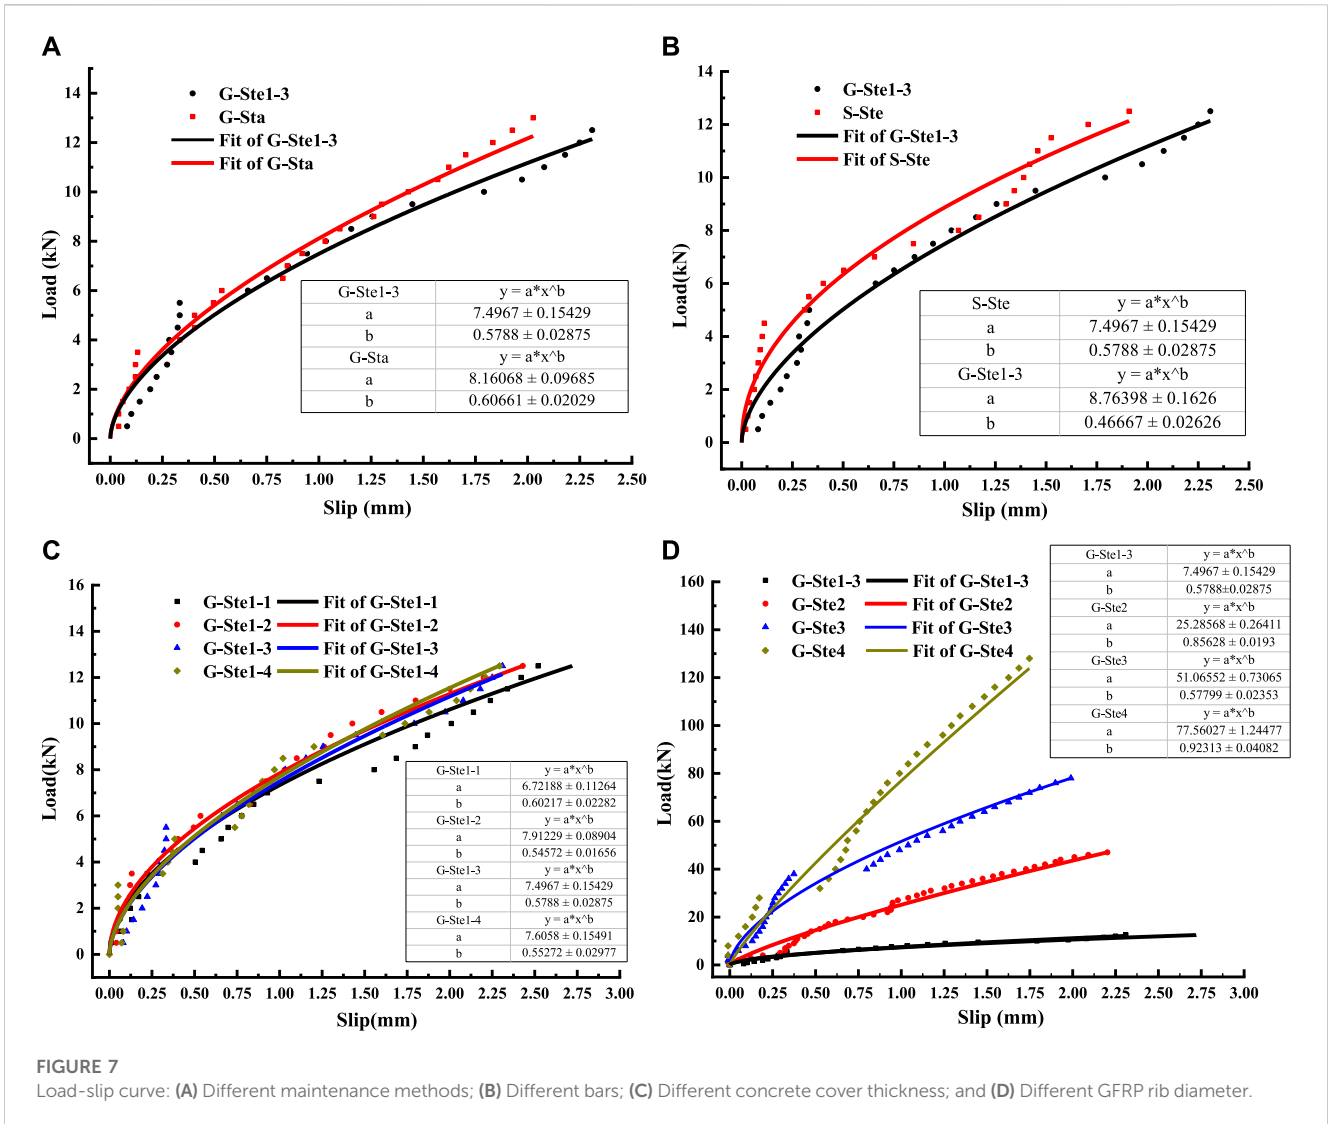 A
G-Ste1-3
G-Sta
Fit of G-Ste1-3
Fit of G-Sta
Load (kN)
14
12
10
8
6
4
2
0
G-Ste1-3 y = a*x^b
a 7.4967 ± 0.15429
b 0.5788 ± 0.02875
G-Sta y = a*x^b
a 8.16068 ± 0.09685
b 0.60661 ± 0.02029
0.00 0.25 0.50 0.75 1.00 1.25 1.50 1.75 2.00 2.25 2.50
Slip (mm)
B
G-Ste1-3
S-Ste
Fit of G-Ste1-3
Fit of S-Ste
Load(kN)
14
12
10
8
6
4
2
0
S-Ste y = a*x^b
a 7.4967 ± 0.15429
b 0.5788 ± 0.02875
G-Ste1-3 y = a*x^b
a 8.76398 ± 0.1626
b 0.46667 ± 0.02626
0.00 0.25 0.50 0.75 1.00 1.25 1.50 1.75 2.00 2.25 2.50
Slip (mm)
C
G-Ste1-1 Fit of G-Ste1-1
G-Ste1-2 Fit of G-Ste1-2
G-Ste1-3 Fit of G-Ste1-3
G-Ste1-4 Fit of G-Ste1-4
Load(kN)
16
14
12
10
8
6
4
2
0
G-Ste1-1 y = a*x^b
a 6.72188 ± 0.11264
b 0.60217 ± 0.02282
G-Ste1-2 y = a*x^b
a 7.91229 ± 0.08904
b 0.54572 ± 0.01656
G-Ste1-3 y = a*x^b
a 7.4967 ± 0.15429
b 0.5788 ± 0.02875
G-Ste1-4 y = a*x^b
a 7.6058 ± 0.15491
b 0.55272 ± 0.02977
0.00 0.25 0.50 0.75 1.00 1.25 1.50 1.75 2.00 2.25 2.50 2.75 3.00
Slip(mm)
D
G-Ste1-3 Fit of G-Ste1-3
G-Ste2 Fit of G-Ste2
G-Ste3 Fit of G-Ste3
G-Ste4 Fit of G-Ste4
Load(kN)
160
140
120
100
80
60
40
20
0
G-Ste1-3 y = a*x^b
a 7.4967 ± 0.15429
b 0.5788±0.02875
G-Ste2 y = a*x^b
a 25.28568 ± 0.26411
b 0.85628 ± 0.0193
G-Ste3 y = a*x^b
a 51.06552 ± 0.73065
b 0.57799 ± 0.02353
G-Ste4 y = a*x^b
a 77.56027 ± 1.24477
b 0.92313 ± 0.04082
0.00 0.25 0.50 0.75 1.00 1.25 1.50 1.75 2.00 2.25 2.50 2.75 3.00
Slip (mm)
FIGURE 7
Load-slip curve: (A) Different maintenance methods; (B) Different bars; (C) Different concrete cover thickness; and (D) Different GFRP rib diameter.